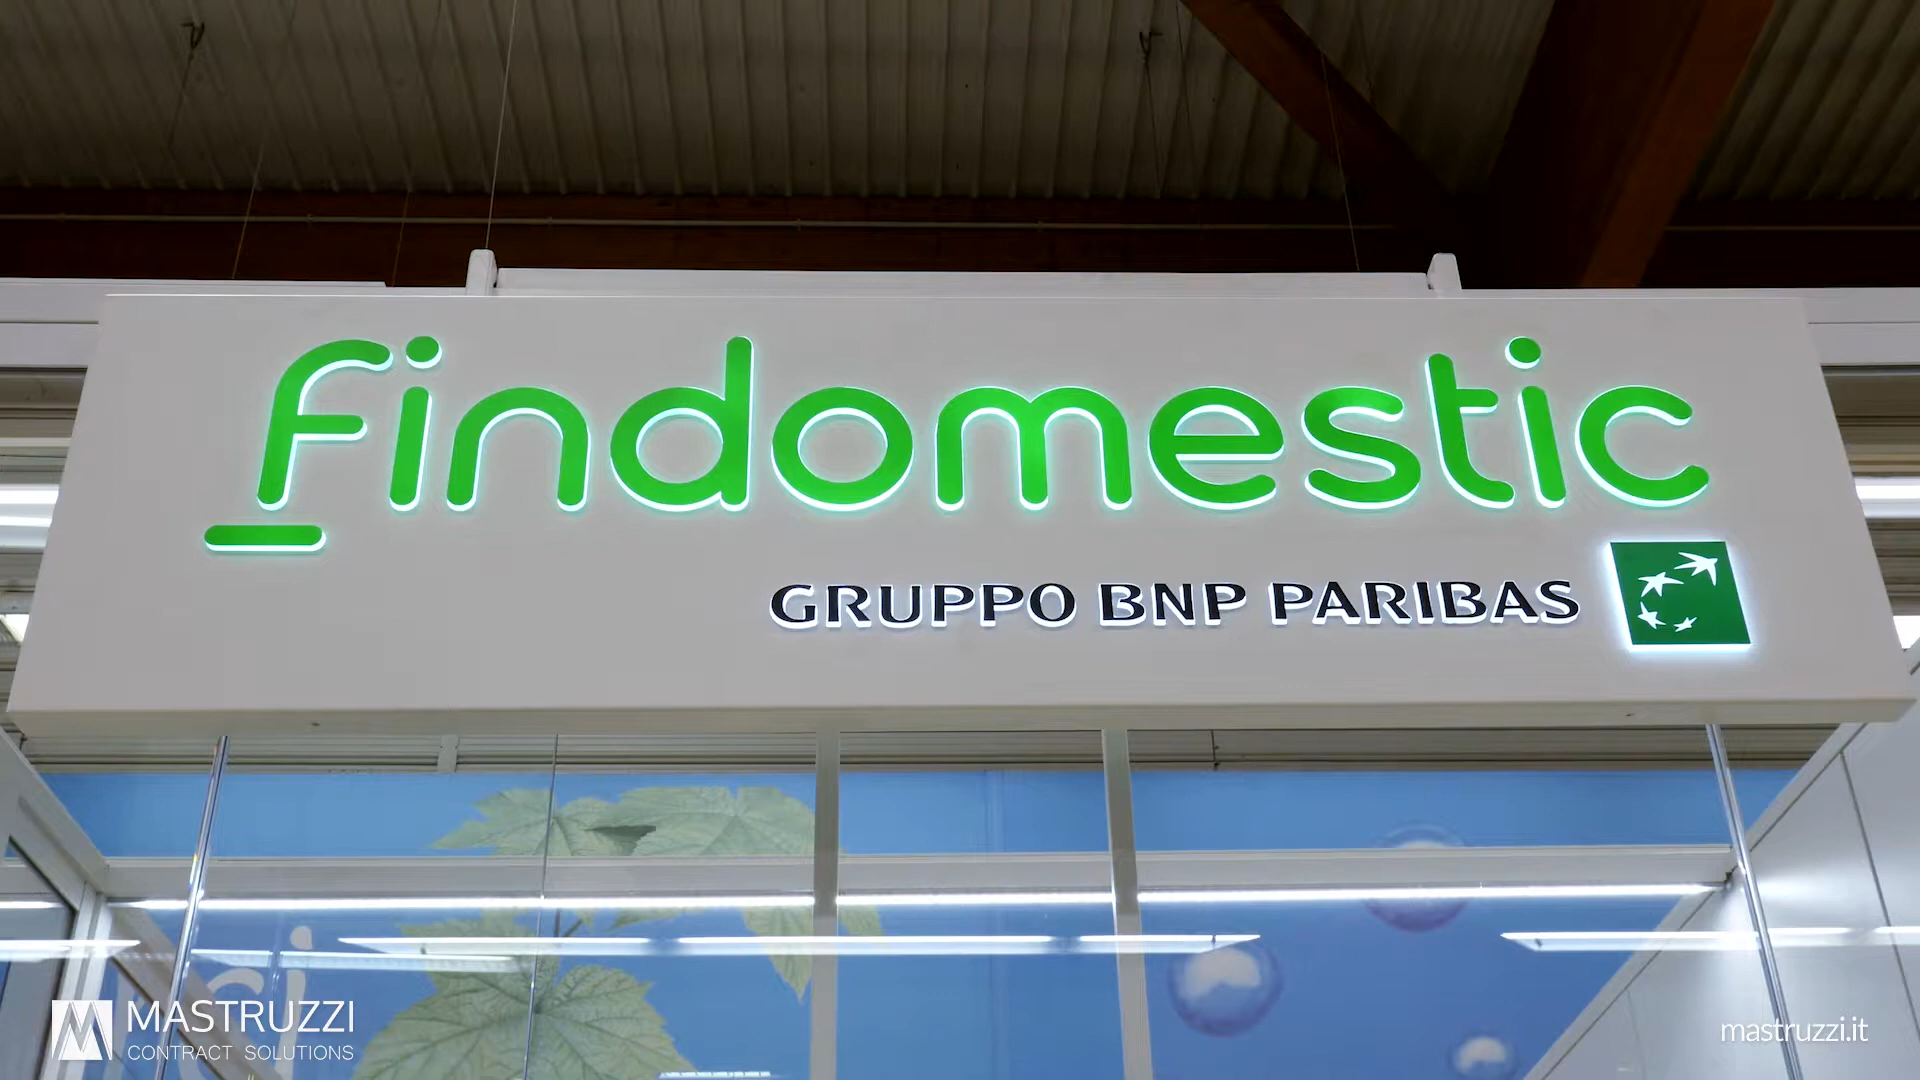 findomestic
GRUPPO BNP PARIBAS
MASTRUZZI
CONTRACT SOLUTIONS
mastruzzi.it